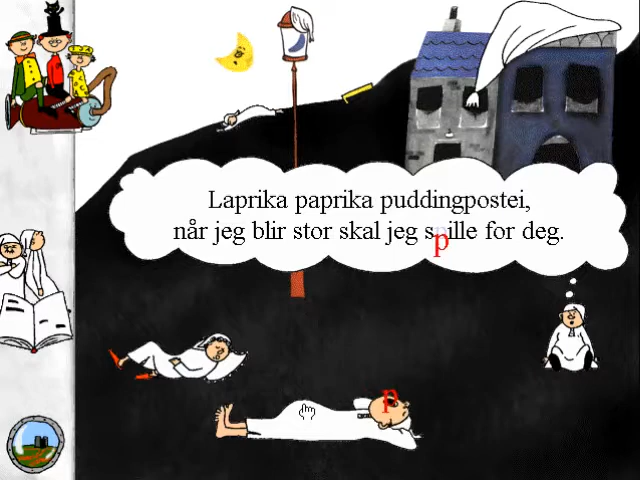 Laprika paprika puddingpostei,
når jeg blir stor skal jeg spille for deg.
p